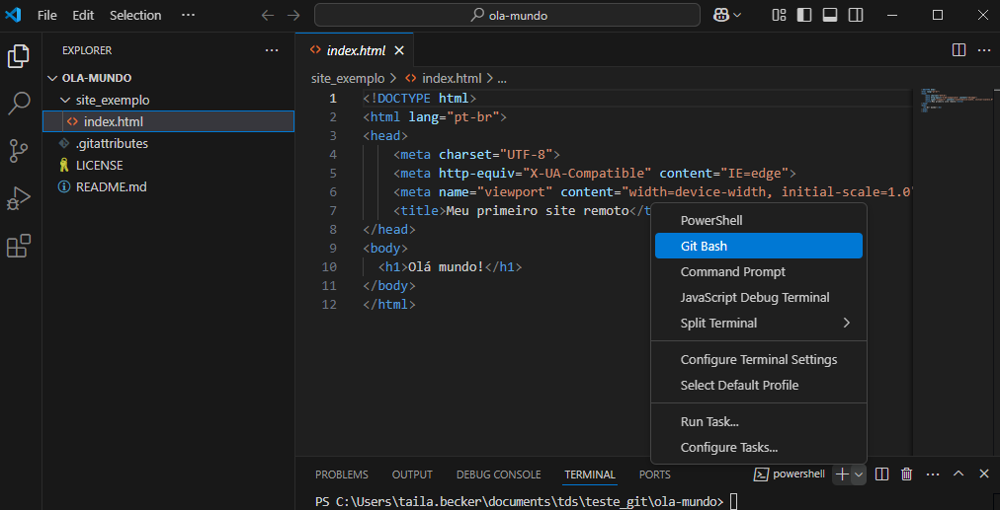 File Edit Selection ··· ola-mundo
EXPLORER ···
OLA-MUNDO
site_exemplo
index.html
.gitattributes
LICENSE
README.md
index.html
site_exemplo > index.html > ...
1 <!DOCTYPE html>
2 <html lang="pt-br">
3 <head>
4 <meta charset="UTF-8">
5 <meta http-equiv="X-UA-Compatible" content="IE=edge">
6 <meta name="viewport" content="width=device-width, initial-scale=1.0"
7 <title>Meu primeiro site remoto</t
8 </head>
9 <body>
10 <h1>Olá mundo!</h1>
11 </body>
12 </html>
PowerShell
Git Bash
Command Prompt
JavaScript Debug Terminal
Split Terminal
Configure Terminal Settings
Select Default Profile
Run Task...
Configure Tasks...
PROBLEMS OUTPUT DEBUG CONSOLE TERMINAL PORTS powershell
PS C:\Users\taila.becker\documents\tds\teste_git\ola-mundo>